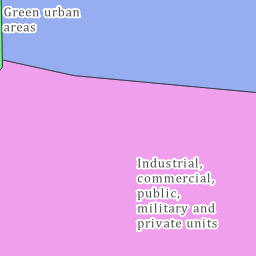 Green urban
areas
Industrial,
commercial,
public,
military and
private units